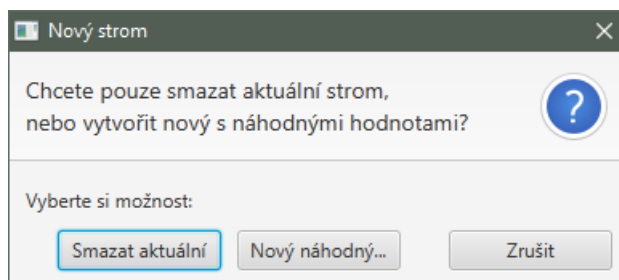 Nový strom
Chcete pouze smazat aktuální strom,
nebo vytvořit nový s náhodnými hodnotami?
?
Vyberte si možnost:
Smazat aktuální Nový náhodný... Zrušit